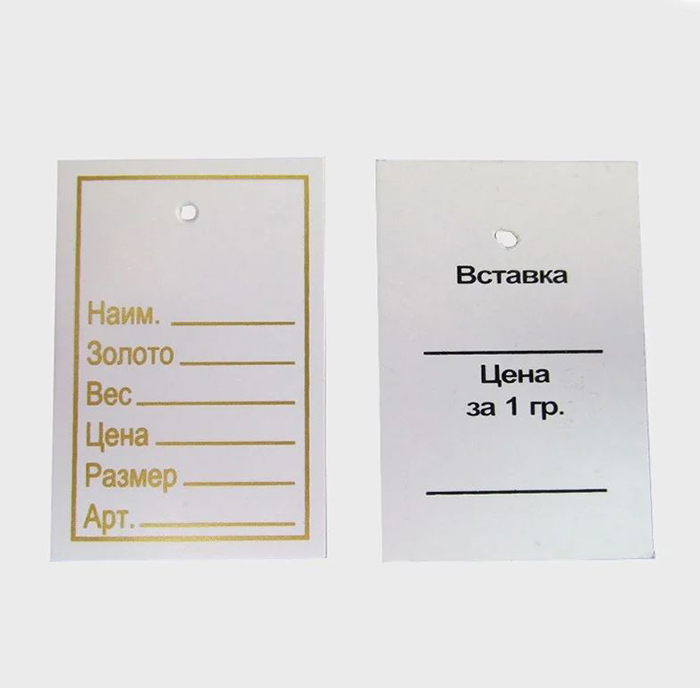 Наим.
Золото
Вес
Цена
Размер
Арт.
Вставка
Цена
за 1 гр.